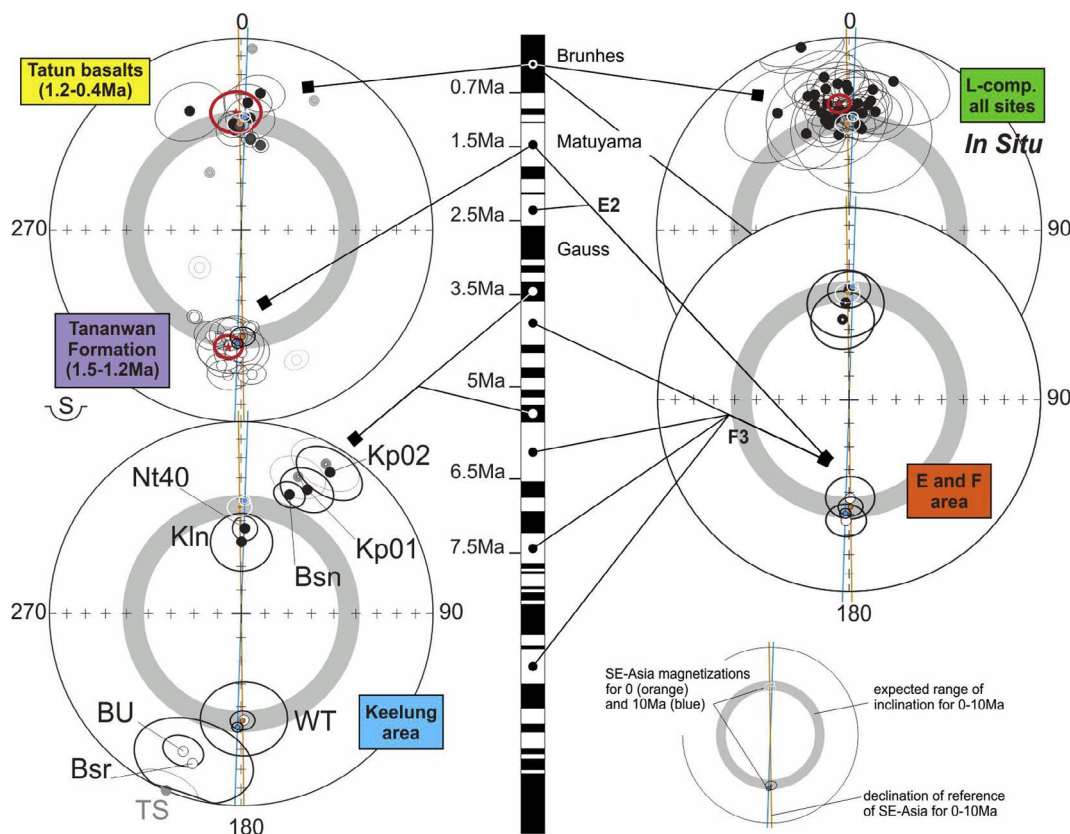 0
Tatun basalts
(1.2-0.4Ma)
270
Tananwan
Formation
(1.5-1.2Ma)
S
Nt40
Kln
Kp02
Kp01
Bsn
270
90
BU
Bsr
TS
WT
Keelung
area
180
Brunhes
0.7Ma
1.5Ma
Matuyama
2.5Ma
E2
Gauss
3.5Ma
5Ma
F3
6.5Ma
7.5Ma
0
L-comp.
all sites
In Situ
90
90
E and F
area
180
SE-Asia magnetizations
for 0 (orange)
and 10Ma (blue)
expected range of
inclination for 0-10Ma
declination of reference
of SE-Asia for 0-10Ma